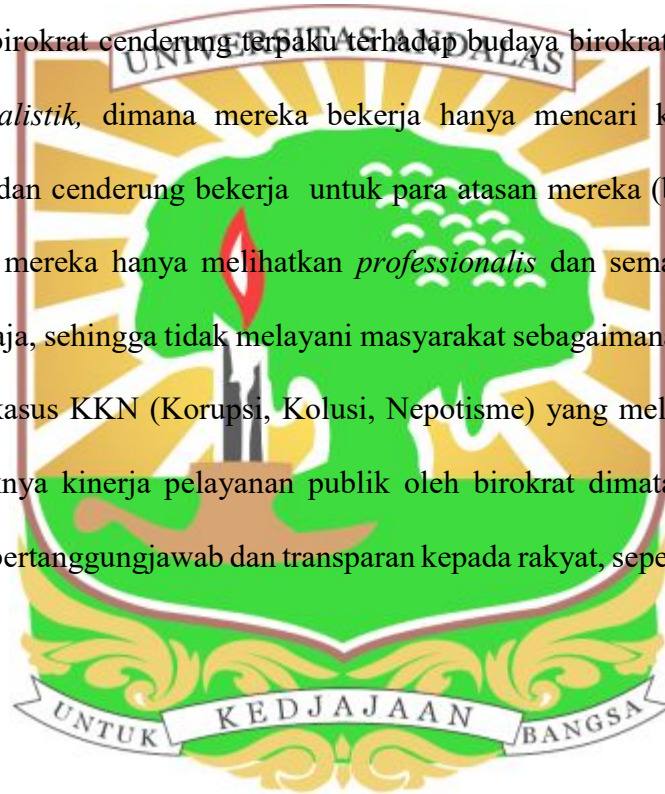 UNIVERSITAS ANDALAS
birokrat cenderung terpaku terhadap budaya birokrat
alistik, dimana mereka bekerja hanya mencari k
dan cenderung bekerja untuk para atasan mereka (
mereka hanya melihatkan professionalis dan sema
aja, sehingga tidak melayani masyarakat sebagaimana
kasus KKN (Korupsi, Kolusi, Nepotisme) yang mel
nya kinerja pelayanan publik oleh birokrat dimata
bertanggungjawab dan transparan kepada rakyat, sepe
UNTUK KEDJAJAAN BANGSA